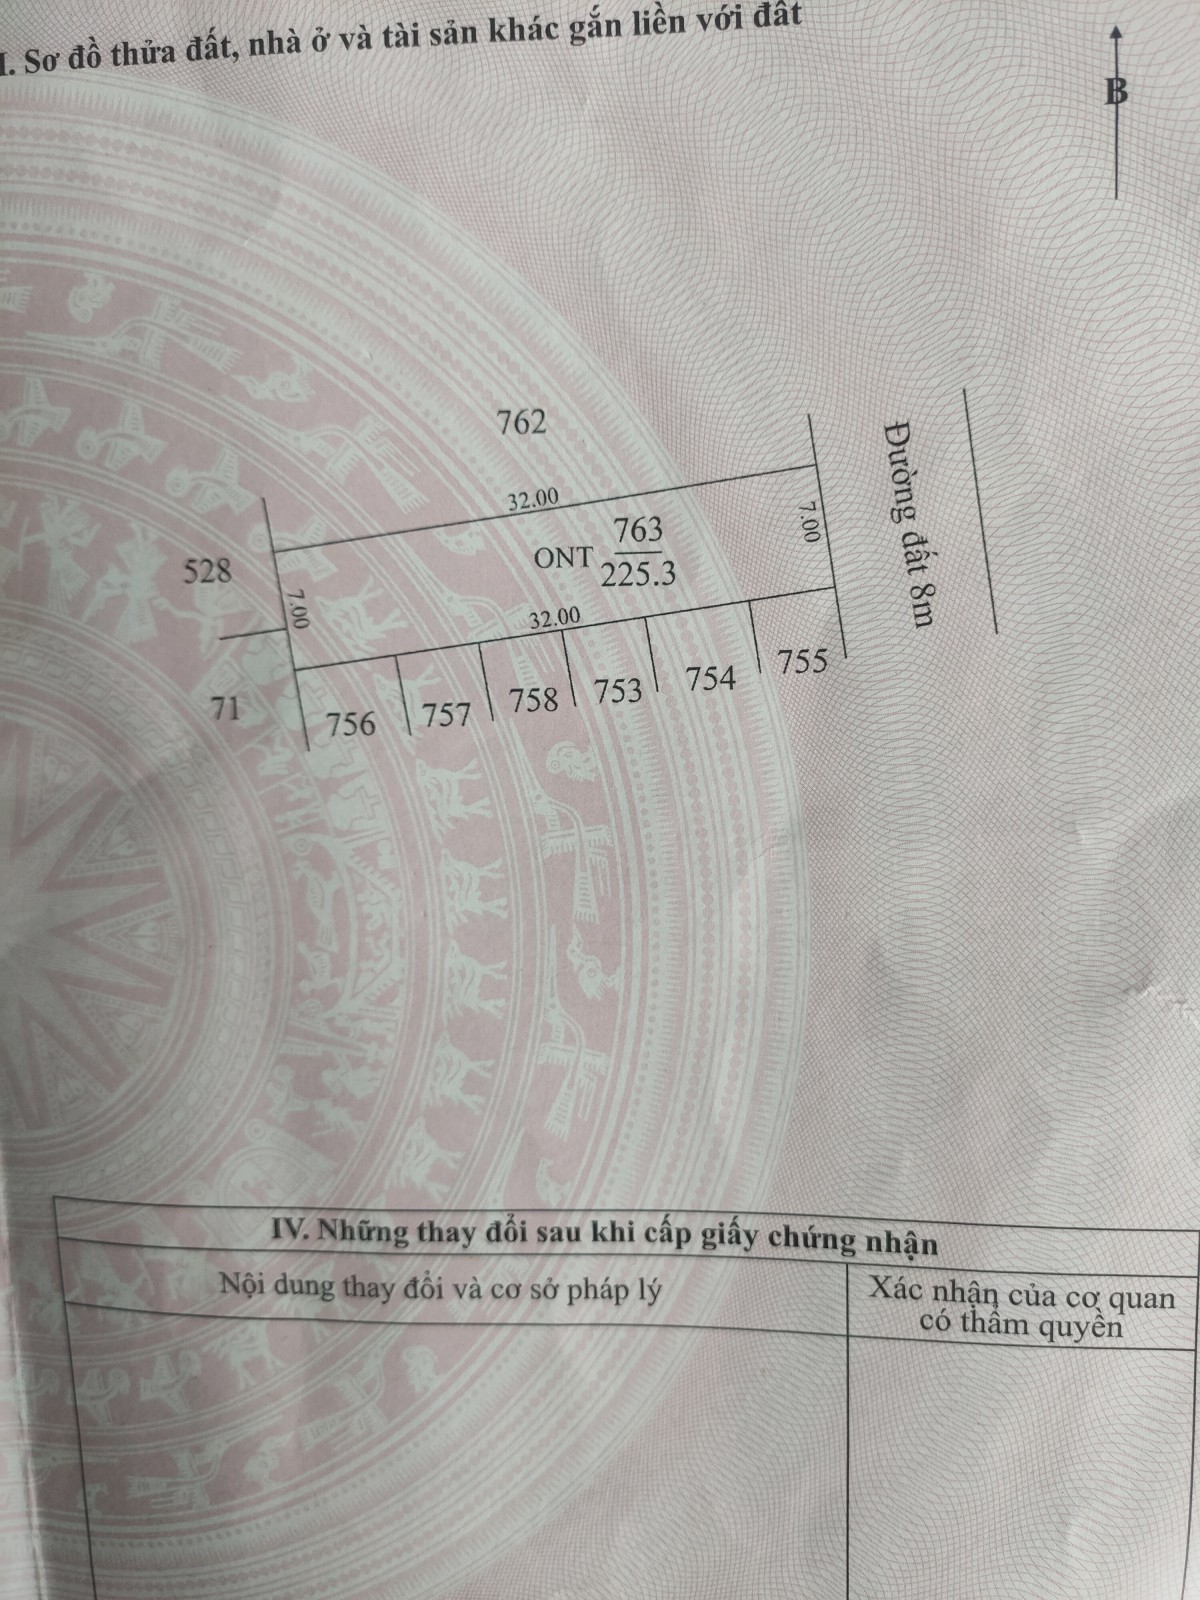 I. Sơ đồ thửa đất, nhà ở và tài sản khác gắn liền với đất
B
762
32.00
7.00
Đường đất 8m
528
7.00
ONT 763
225.3
32.00
71
756
757
758
753
754
755
IV. Những thay đổi sau khi cấp giấy chứng nhận
Nội dung thay đổi và cơ sở pháp lý
Xác nhận của cơ quan
có thẩm quyền